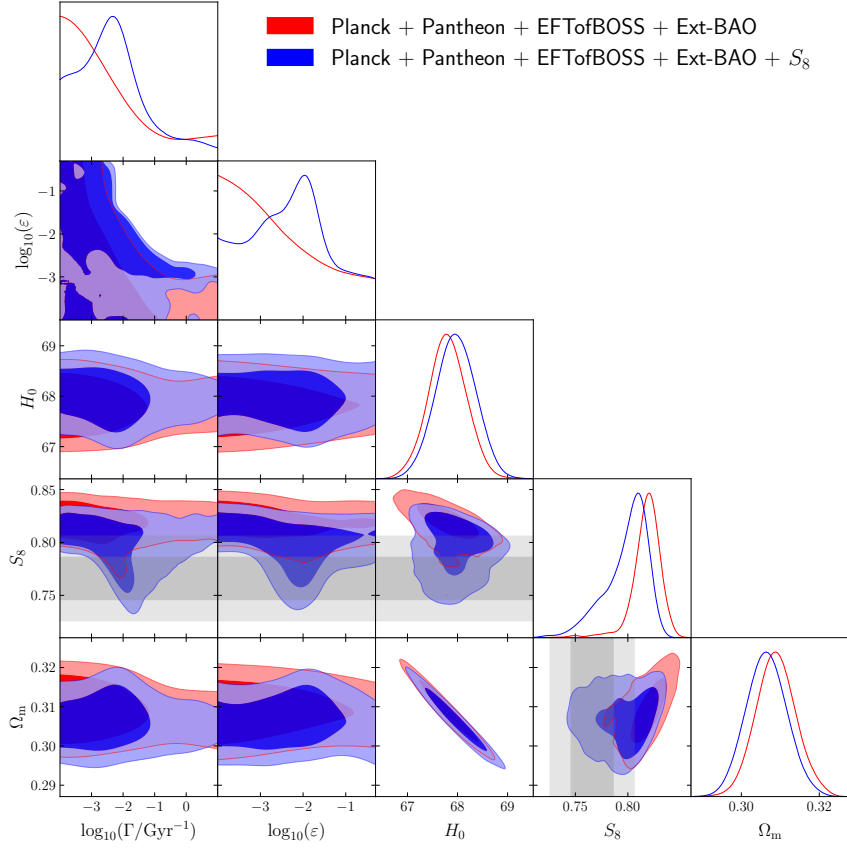 Planck + Pantheon + EFTofBOSS + Ext-BAO
Planck + Pantheon + EFTofBOSS + Ext-BAO + S₈
log₁₀(ε)
−1
−2
−3
H₀
69
68
67
S₈
0.85
0.80
0.75
Ωₘ
0.32
0.31
0.30
0.29
−3 −2 −1 0
−3 −2 −1
67 68 69
0.75 0.80
0.30 0.32
log₁₀(Γ/Gyr⁻¹) log₁₀(ε) H₀ S₈ Ωₘ